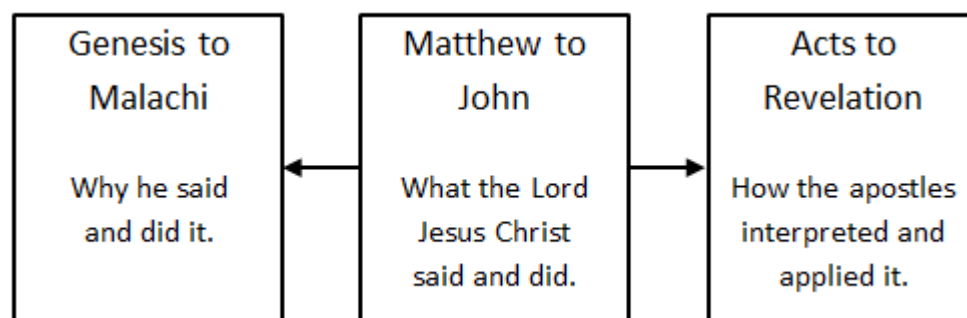 Genesis to
Malachi
Why he said
and did it.
Matthew to
John
What the Lord
Jesus Christ
said and did.
Acts to
Revelation
How the apostles
interpreted and
applied it.